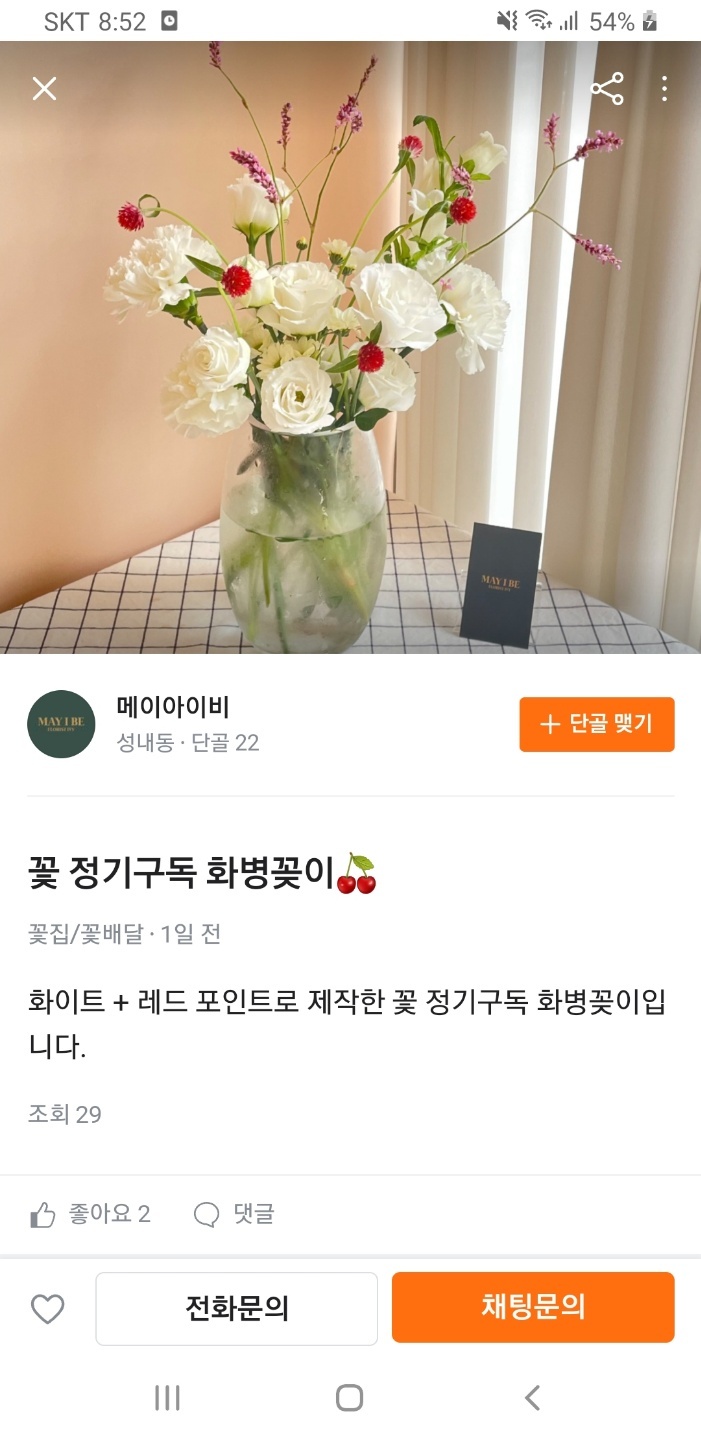 SKT 8:52
54%
MAY I BE
MAY I BE
메이아이비
성내동 · 단골 22
+ 단골 맺기
꽃 정기구독 화병꽂이🍒
꽃집/꽃배달 · 1일 전
화이트 + 레드 포인트로 제작한 꽃 정기구독 화병꽂이입
니다.
조회 29
좋아요 2 댓글
전화문의 채팅문의